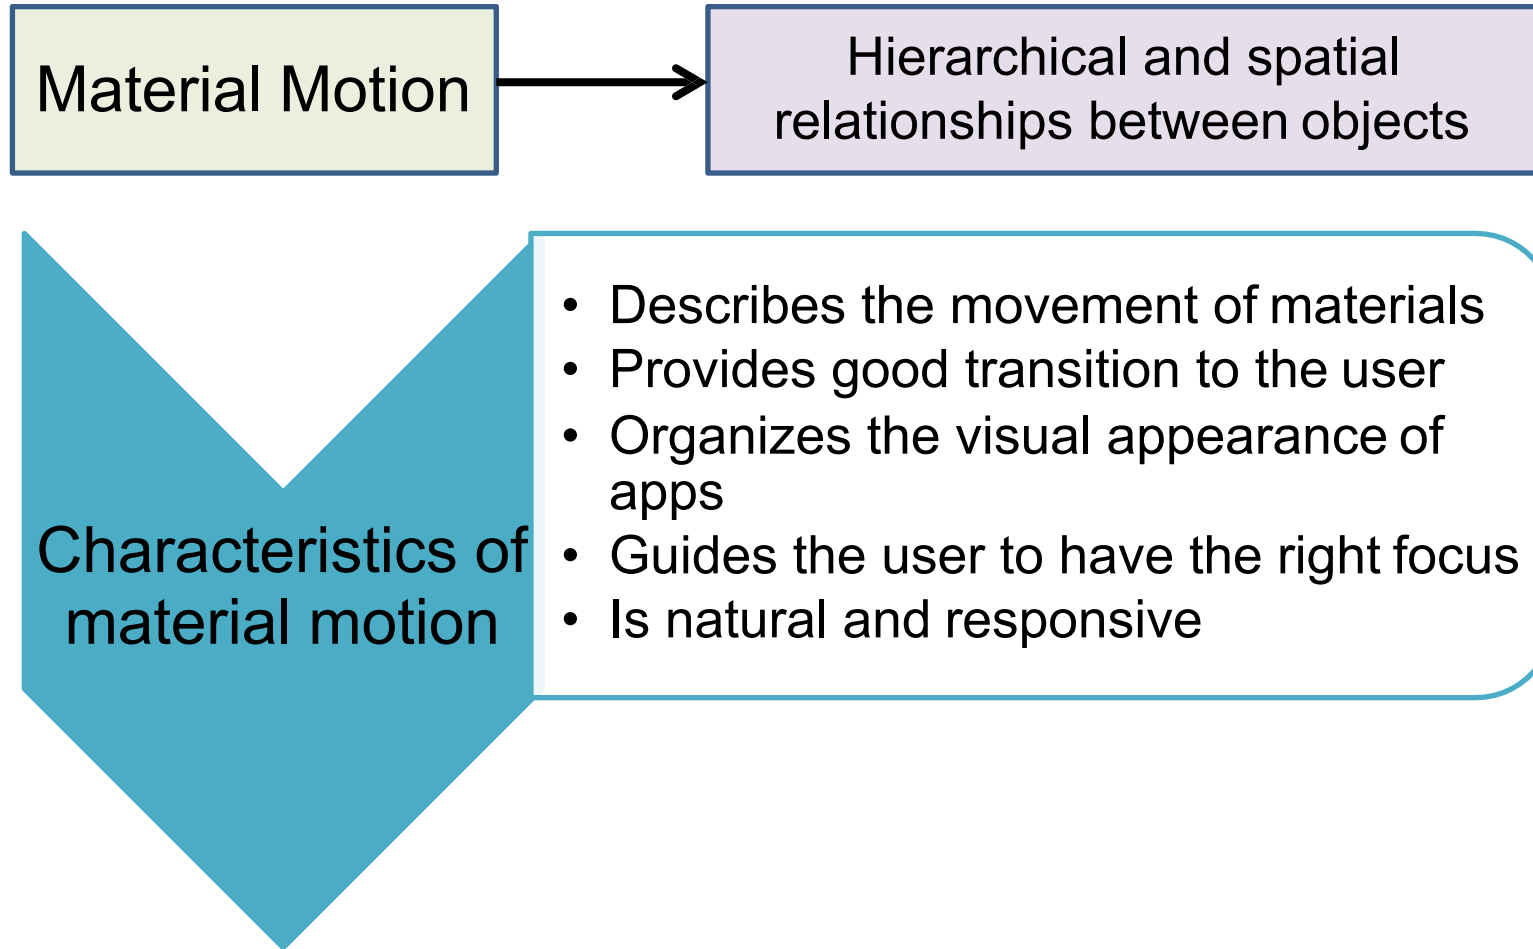 Material Motion
Hierarchical and spatial
relationships between objects
Characteristics of
material motion
• Describes the movement of materials
• Provides good transition to the user
• Organizes the visual appearance of
apps
• Guides the user to have the right focus
• Is natural and responsive